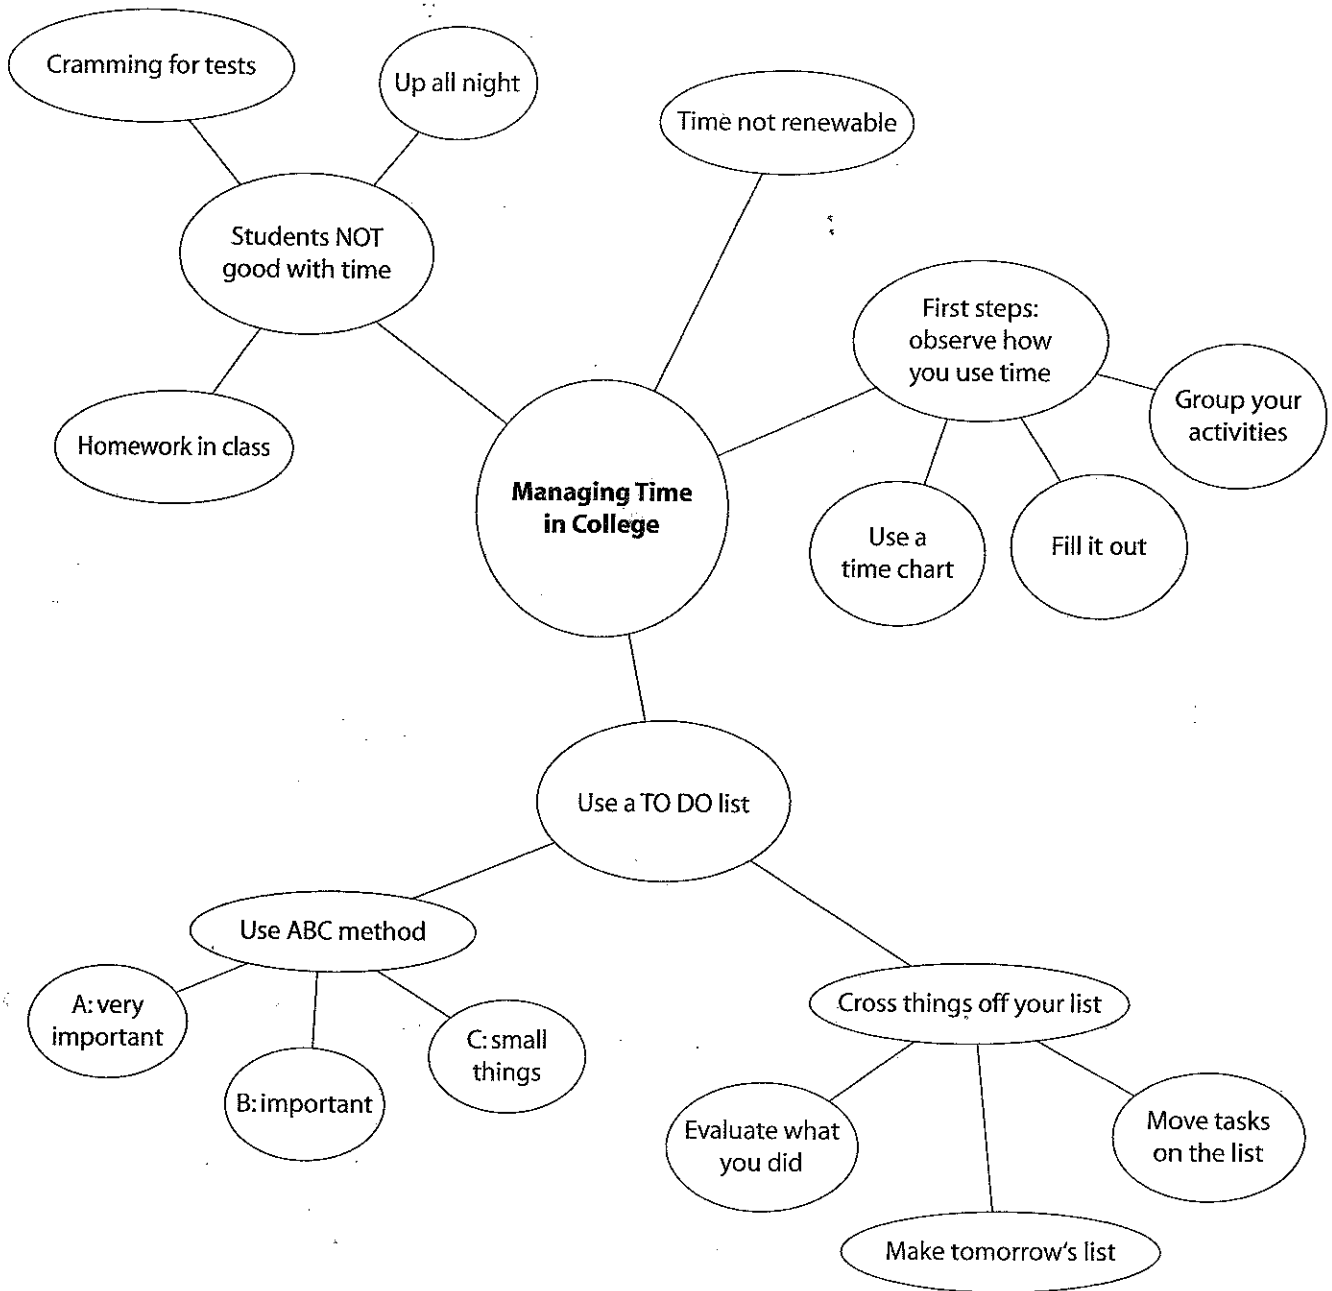 Cramming for tests
Up all night
Time not renewable
Students NOT
good with time
First steps:
observe how
you use time
Group your
activities
Homework in class
Managing Time
in College
Use a
time chart
Fill it out
Use a TO DO list
Use ABC method
A: very
important
B: important
C: small
things
Cross things off your list
Evaluate what
you did
Make tomorrow's list
Move tasks
on the list